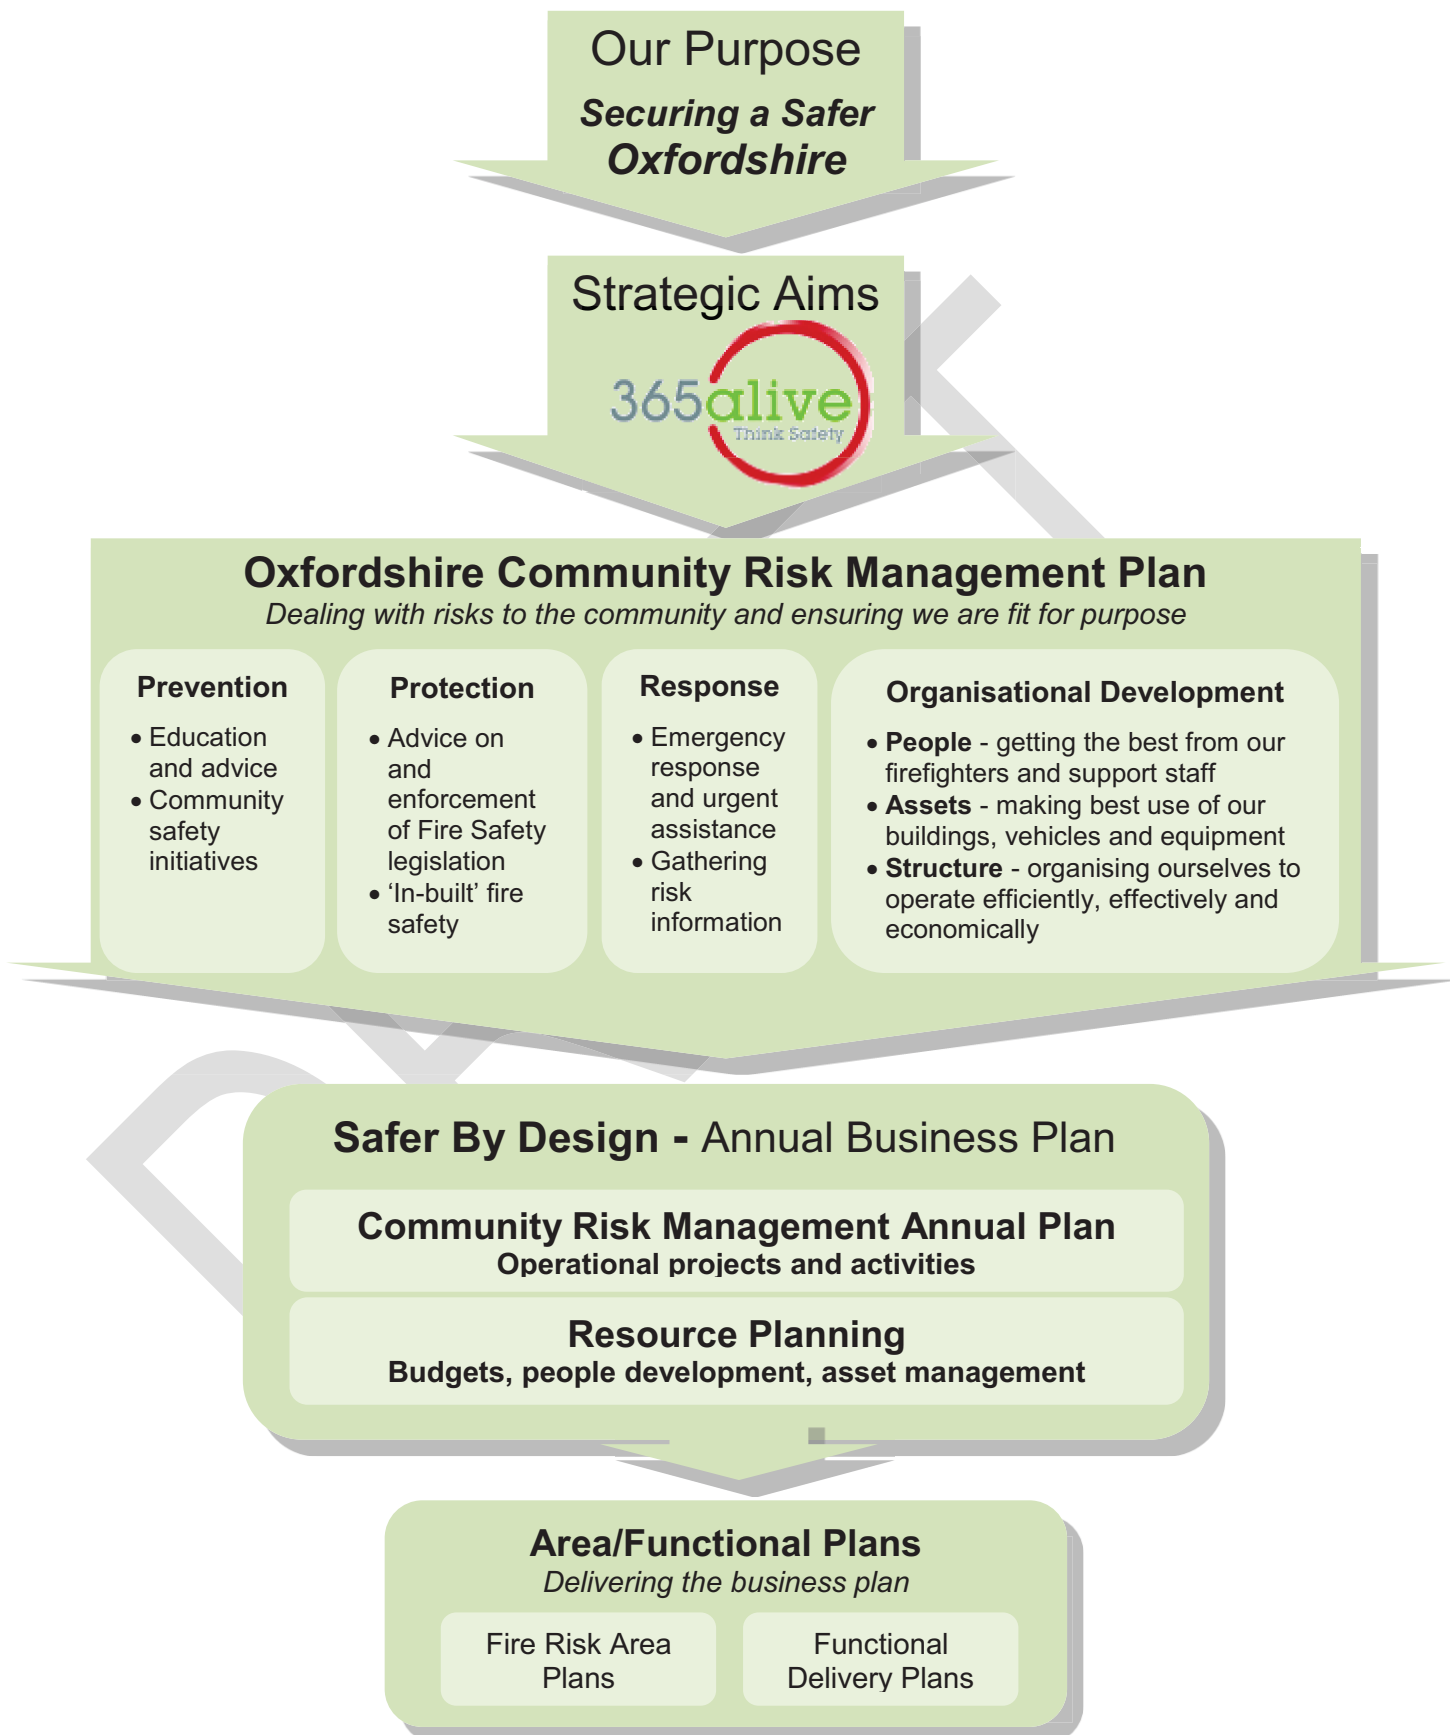 Our Purpose
Securing a Safer
Oxfordshire
Strategic Aims
365alive
Think Safety
Oxfordshire Community Risk Management Plan
Dealing with risks to the community and ensuring we are fit for purpose
Prevention
• Education
and advice
• Community
safety
initiatives
Protection
• Advice on
and
enforcement
of Fire Safety
legislation
• ‘In-built’ fire
safety
Response
• Emergency
response
and urgent
assistance
• Gathering
risk
information
Organisational Development
• People - getting the best from our
firefighters and support staff
• Assets - making best use of our
buildings, vehicles and equipment
• Structure - organising ourselves to
operate efficiently, effectively and
economically
Safer By Design - Annual Business Plan
Community Risk Management Annual Plan
Operational projects and activities
Resource Planning
Budgets, people development, asset management
Area/Functional Plans
Delivering the business plan
Fire Risk Area
Plans
Functional
Delivery Plans